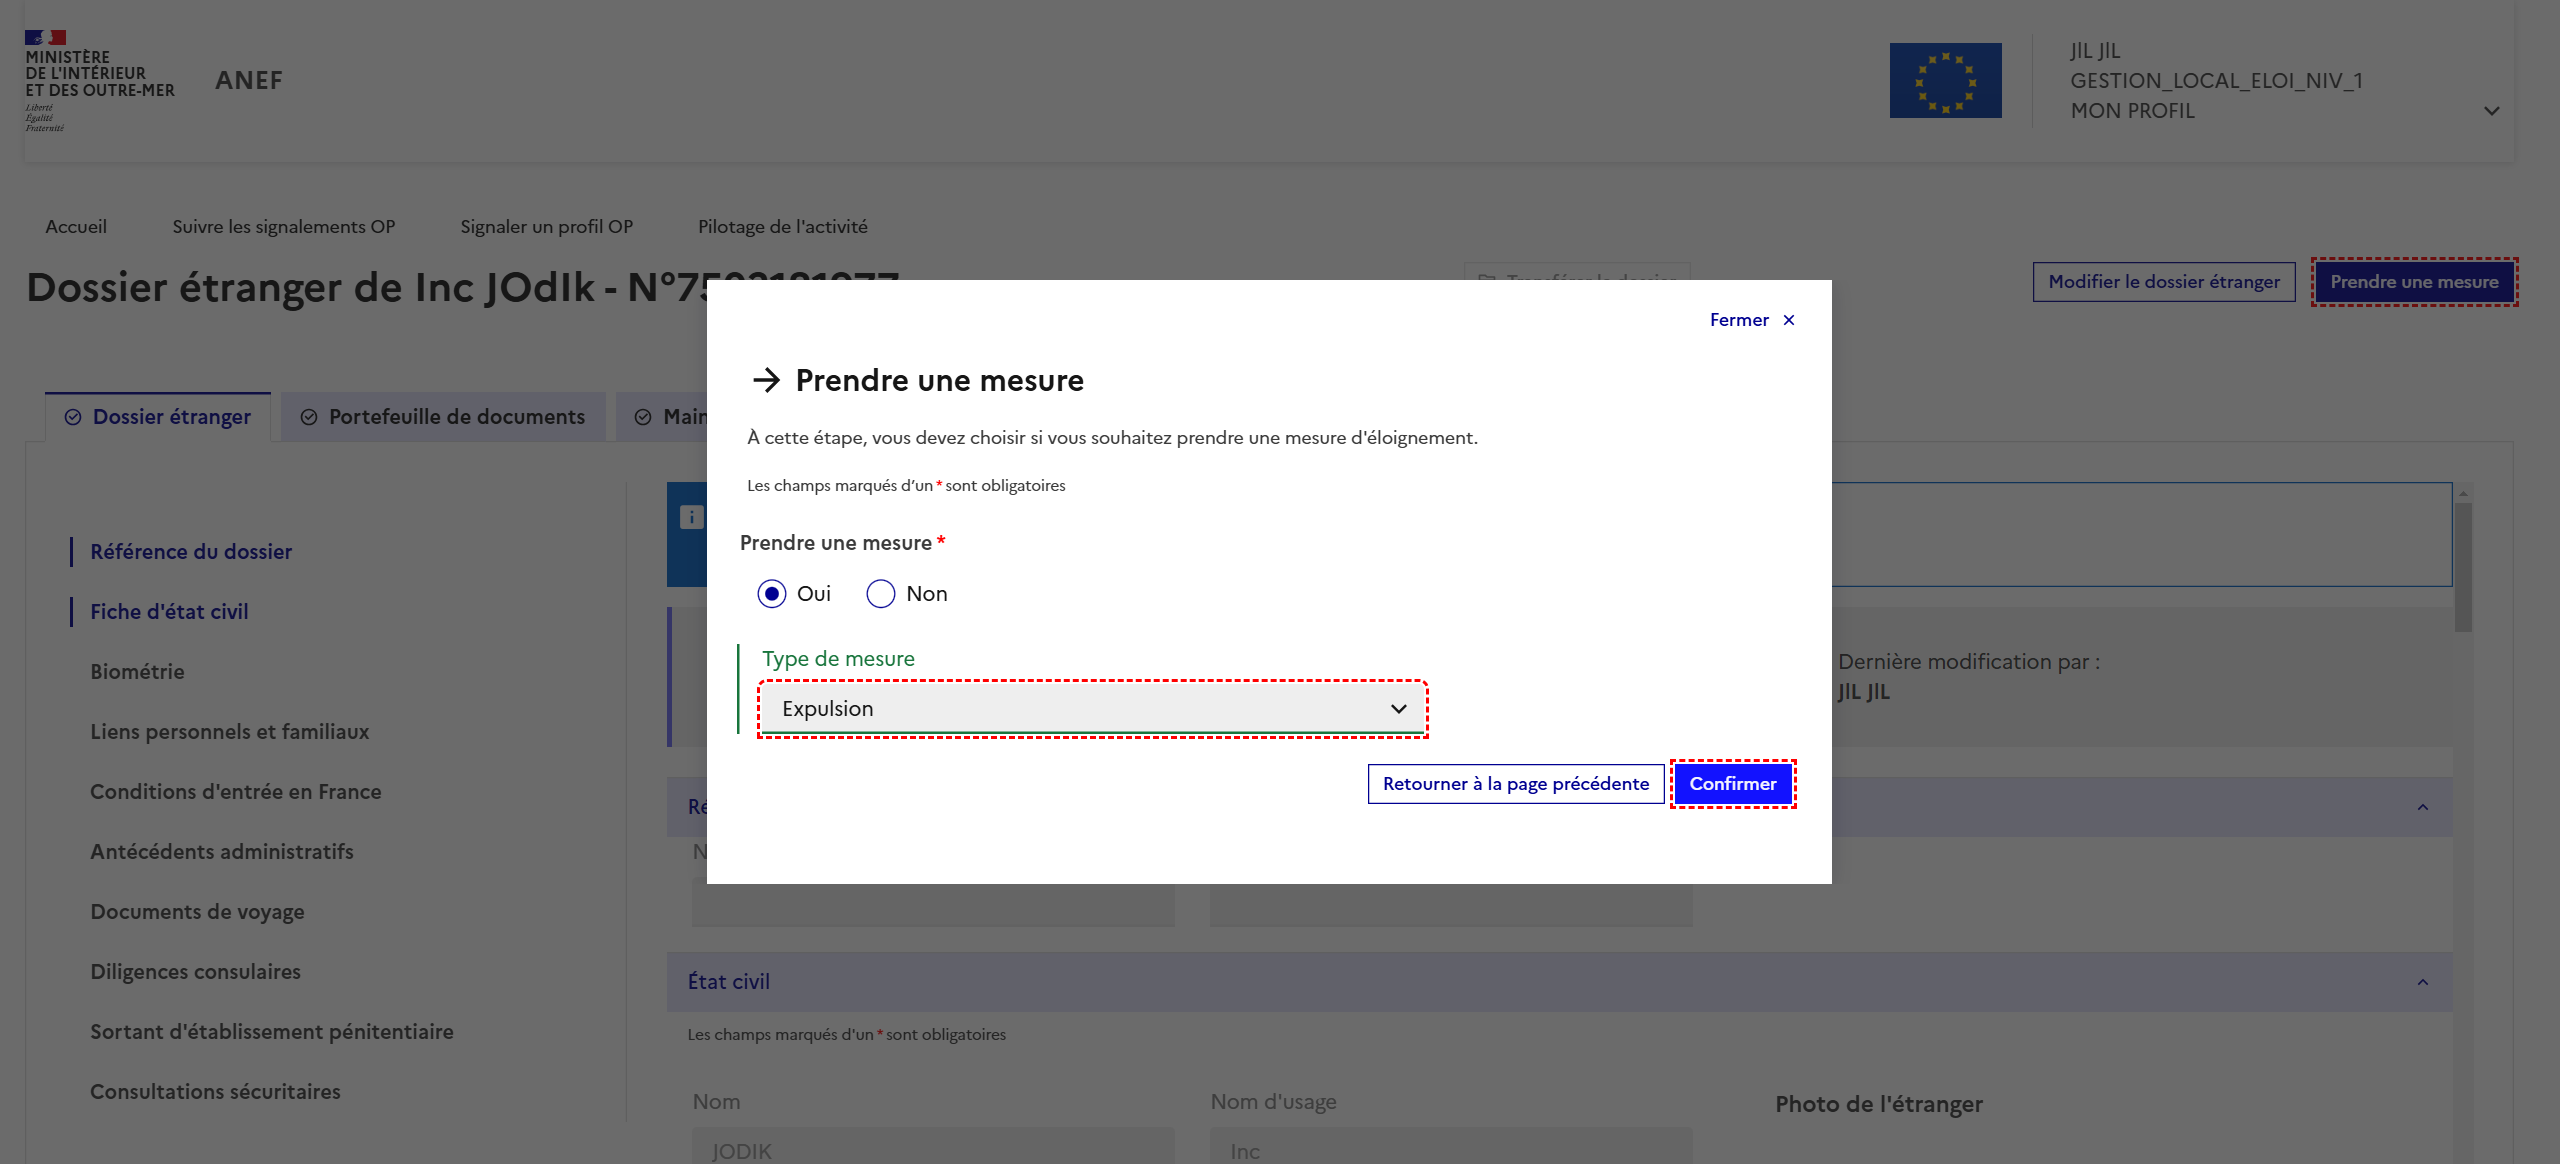 MINISTÈRE
DE L'INTÉRIEUR
ET DES OUTRE-MER
Liberté
Égalité
Fraternité
ANEF
JIL JIL
GESTION_LOCAL_ELOI_NIV_1
MON PROFIL
Accueil
Suivre les signalements OP
Signaler un profil OP
Pilotage de l'activité
Dossier étranger de Inc JOdIk - N°7503181977
Transférer le dossier
Modifier le dossier étranger
Prendre une mesure
Dossier étranger
Portefeuille de documents
Main
Référence du dossier
Fiche d'état civil
Biométrie
Liens personnels et familiaux
Conditions d'entrée en France
Antécédents administratifs
Documents de voyage
Diligences consulaires
Sortant d'établissement pénitentiaire
Consultations sécuritaires
Fermer
Prendre une mesure
À cette étape, vous devez choisir si vous souhaitez prendre une mesure d'éloignement.
Les champs marqués d’un * sont obligatoires
Prendre une mesure *
Oui
Non
Type de mesure
Expulsion
Retourner à la page précédente
Confirmer
Dernière modification par :
JIL JIL
Ré
N
État civil
Les champs marqués d'un * sont obligatoires
Nom
JODIK
Nom d'usage
Inc
Photo de l'étranger